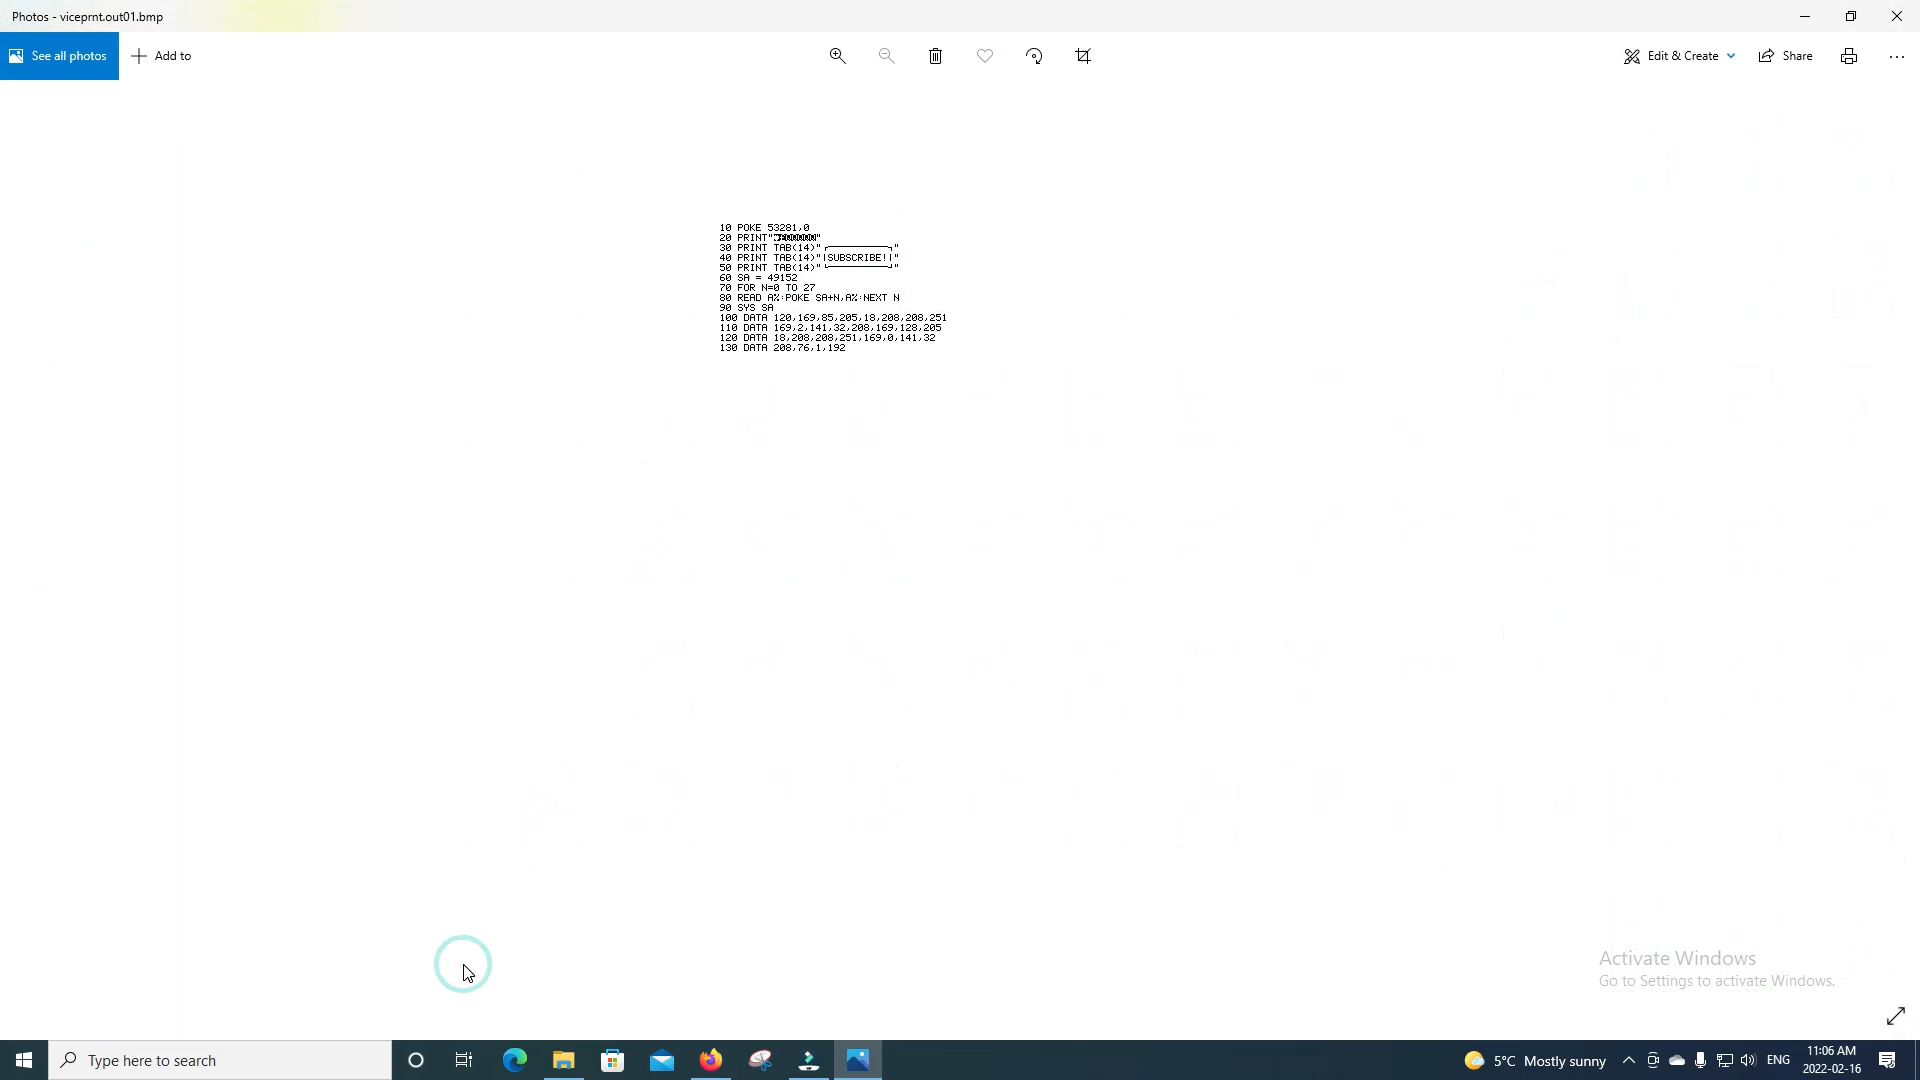 Photos - viceprnt.out01.bmp
See all photos
Add to
Edit & Create
Share
10 POKE 53281,0
20 PRINT"
30 PRINT TAB(14)" "
40 PRINT TAB(14)"|SUBSCRIBE!|"
50 PRINT TAB(14)" "
60 SA = 49152
70 FOR N=0 TO 27
80 READ A%:POKE SA+N,A%:NEXT N
90 SYS SA
100 DATA 120,169,85,205,18,208,208,251
110 DATA 169,2,141,32,208,169,128,205
120 DATA 18,208,208,251,169,0,141,32
130 DATA 208,76,1,192
Activate Windows
Go to Settings to activate Windows.
Type here to search
5°C Mostly sunny
ENG
11:06 AM
2022-02-16